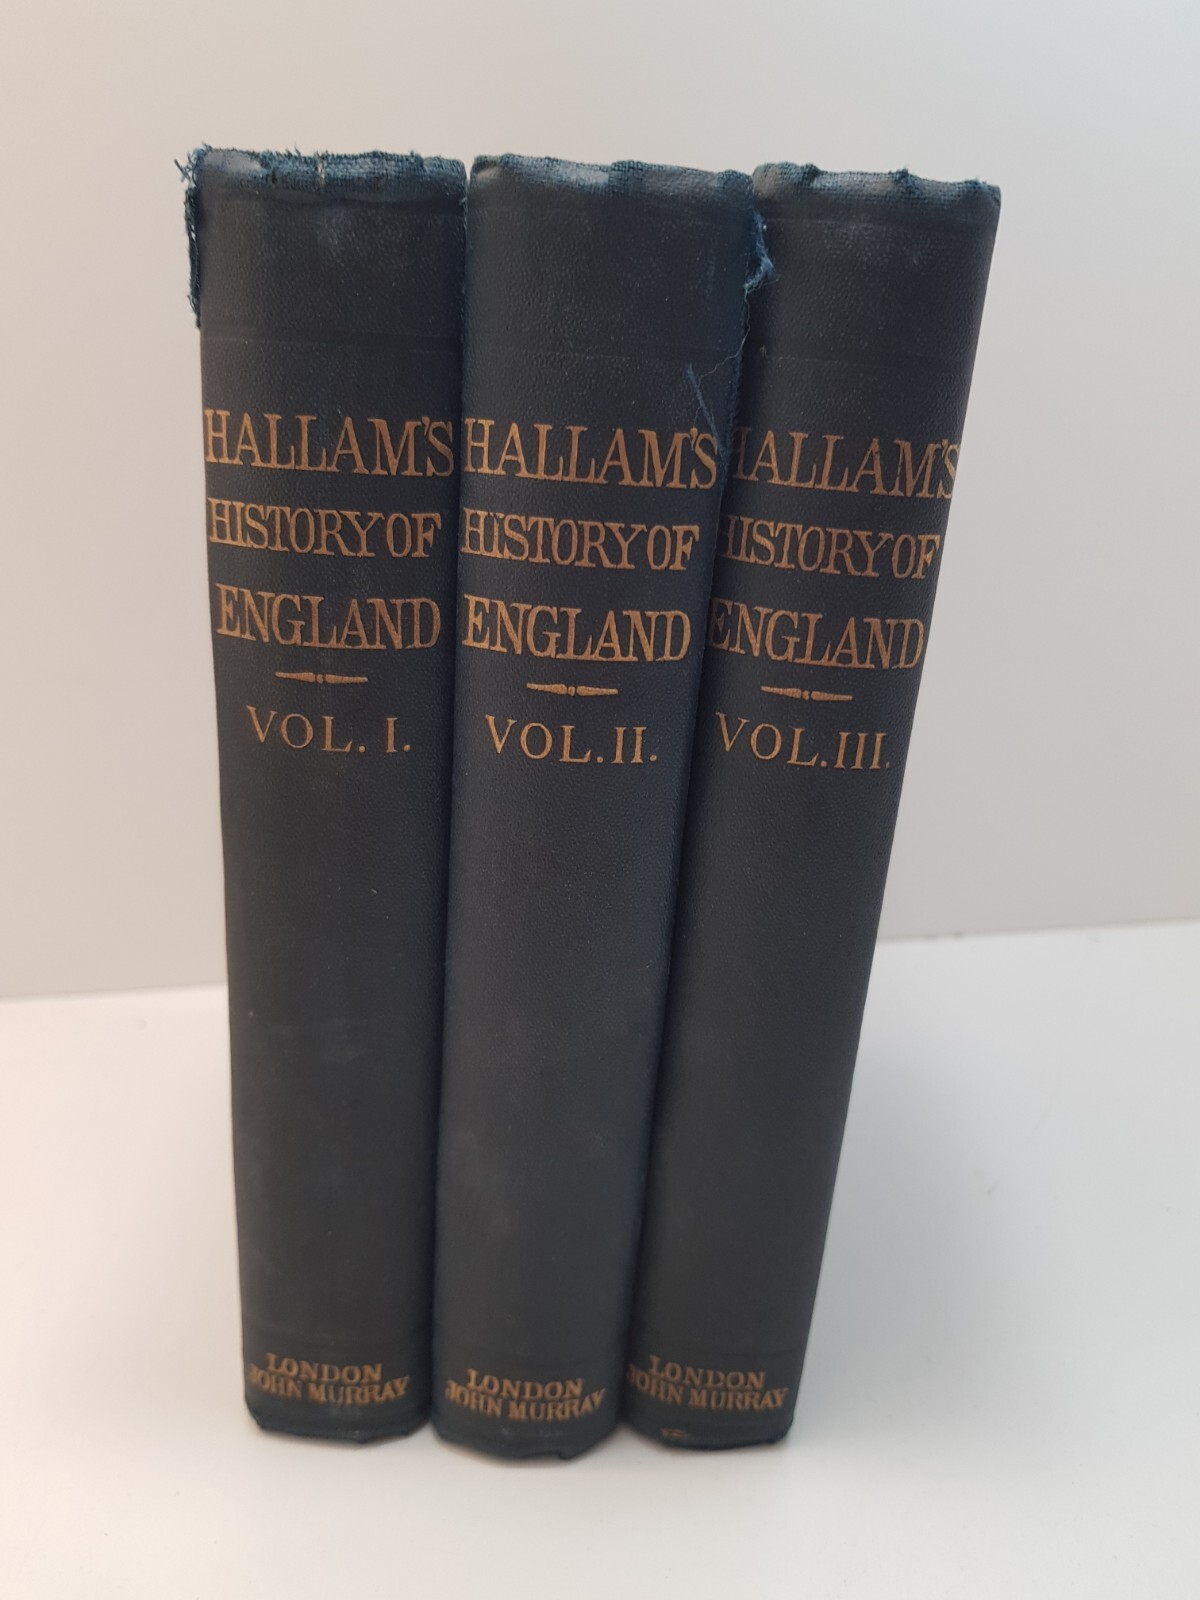 HALLAM'S
HISTORY OF
ENGLAND
VOL. I.
LONDON
JOHN MURRAY
HALLAM'S
HISTORY OF
ENGLAND
VOL. II.
LONDON
JOHN MURRAY
HALLAM'S
HISTORY OF
ENGLAND
VOL. III.
LONDON
JOHN MURRAY